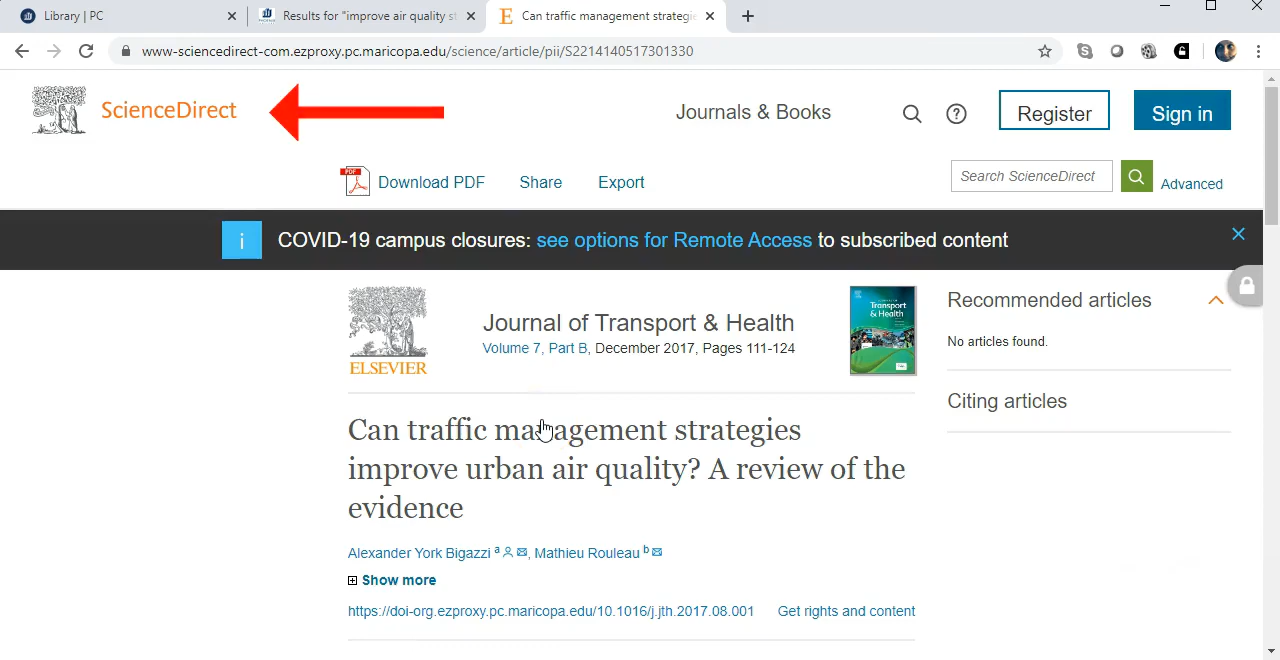 Library | PC
Results for "improve air quality st
Can traffic management strategie
www-sciencedirect-com.ezproxy.pc.maricopa.edu/science/article/pii/S2214140517301330
ScienceDirect
Journals & Books
Register
Sign in
PDF
Download PDF
Share
Export
Search ScienceDirect
Advanced
i
COVID-19 campus closures: see options for Remote Access to subscribed content
ELSEVIER
Journal of Transport & Health
Volume 7, Part B, December 2017, Pages 111-124
Transport
& Health
Recommended articles
No articles found.
Citing articles
Can traffic management strategies
improve urban air quality? A review of the
evidence
Alexander York Bigazzi a, Mathieu Rouleau b
Show more
https://doi-org.ezproxy.pc.maricopa.edu/10.1016/j.jth.2017.08.001
Get rights and content